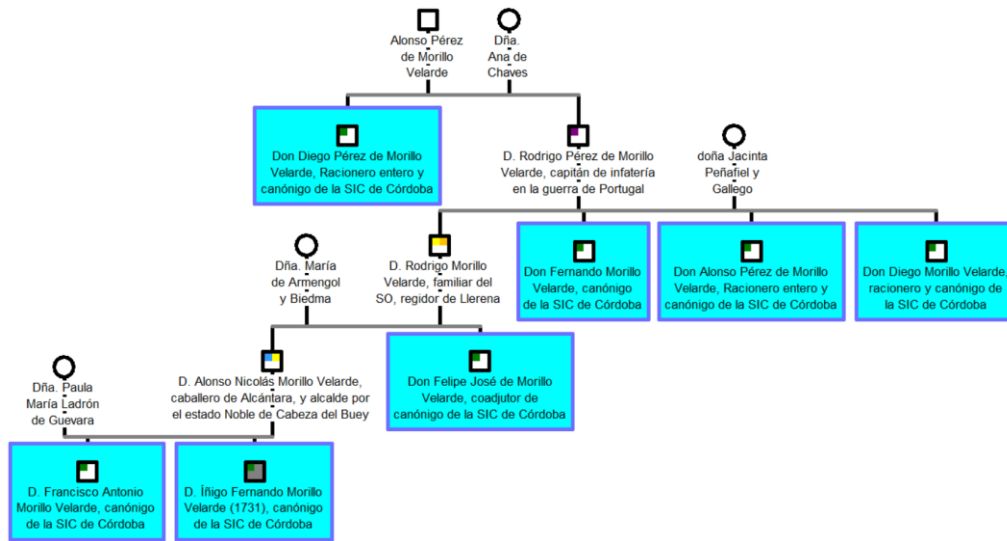 Alonso Pérez
de Morillo
Velarde
Dña.
Ana de
Chaves
Don Diego Pérez de Morillo
Velarde, Racionero entero y
canónigo de la SIC de Córdoba
D. Rodrigo Pérez de Morillo
Velarde, capitán de infatería
en la guerra de Portugal
doña Jacinta
Peñafiel y
Gallego
Dña. María
de Armengol
y Biedma
D. Rodrigo Morillo
Velarde, familiar del
SO, regidor de Llerena
Don Fernando Morillo
Velarde, canónigo
de la SIC de Córdoba
Don Alonso Pérez de Morillo
Velarde, Racionero entero y
canónigo de la SIC de Córdoba
Don Diego Morillo Velarde,
racionero y canónigo de
la SIC de Córdoba
Dña. Paula
María Ladrón
de Guevara
D. Alonso Nicolás Morillo Velarde,
caballero de Alcántara, y alcalde por
el estado Noble de Cabeza del Buey
Don Felipe José de Morillo
Velarde, coadjutor de
canónigo de la SIC de Córdoba
D. Francisco Antonio
Morillo Velarde, canónigo
de la SIC de Córdoba
D. Íñigo Fernando Morillo
Velarde (1731), canónigo
de la SIC de Córdoba